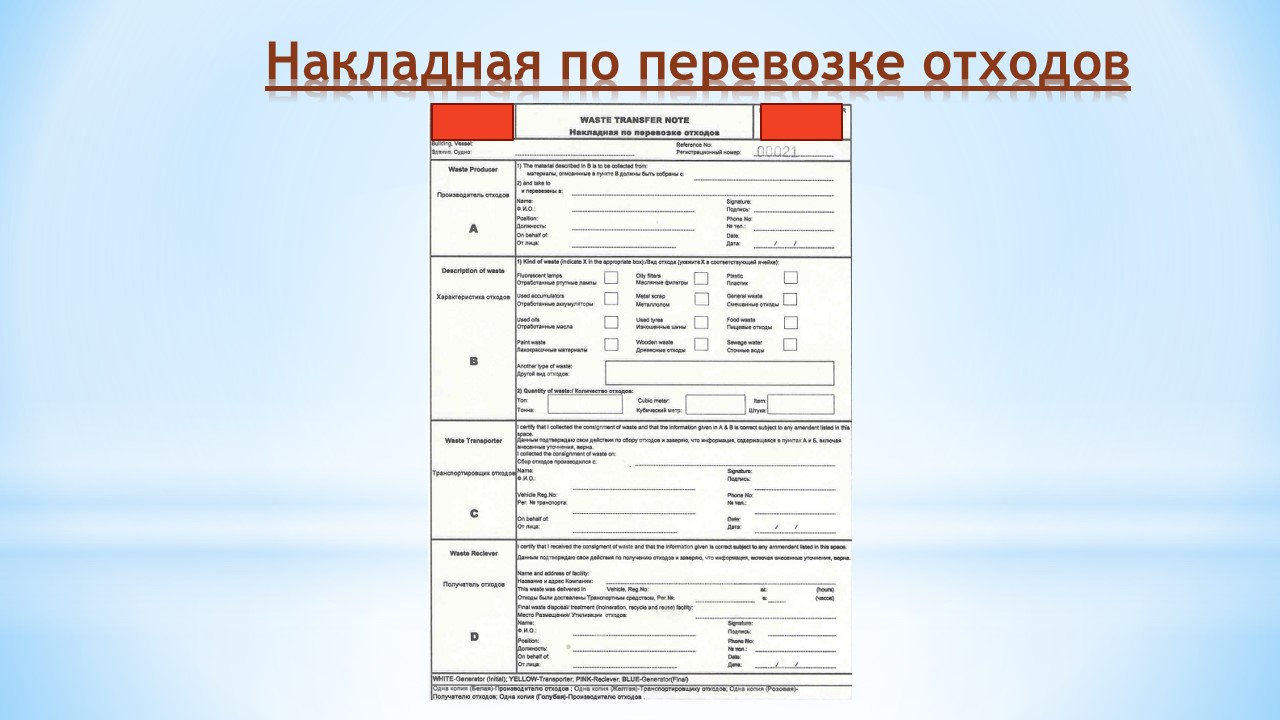 Накладная по перевозке отходов
WASTE TRANSFER NOTE
Накладная по перевозке отходов
Building, Vessel:
Здание, Судно:
Reference No:
Регистрационный номер: 00021
Waste Producer
Производитель отходов
A
1) The material described in B is to be collected from:
материалы, описанные в пункте В должны быть собраны с:
2) and take to
и перевезены в:
Name: Signature:
Ф.И.О.: Подпись:
Position: Phone No:
Должность: № тел.:
On behalf of: Date:
От лица: Дата: / /
Description of waste
Характеристика отходов
B
1) Kind of waste (indicate X in the appropriate box) /Вид отхода (укажите X в соответствующей ячейке):
Fluorescent lamps Oily filters Plastic
Отработанные ртутные лампы Масляные фильтры Пластик
Used accumulators Metal scrap General waste
Отработанные аккумуляторы Металлолом Смешанные отходы
Used oils Used tyres Food waste
Отработанные масла Изношенные шины Пищевые отходы
Paint waste Wooden waste Sewage water
Лакокрасочные материалы Древесные отходы Сточные воды
Another type of waste:
Другой вид отходов:
2) Quantity of waste:/ Количество отходов:
Ton: Cubic meter: Item:
Тонна: Кубический метр: Штука:
Waste Transporter
Транспортировщик отходов
C
I certify that I collected the consignment of waste and that the information given in A & B is correct subject to any amendent listed in this
space.
Данным подтверждаю свои действия по сбору отходов и заверяю, что информация, содержащаяся в пунктах А и Б, включая
внесенные уточнения, верна.
I collected the consignment of waste on:
Сбор отходов производился с:
Name: Signature:
Ф.И.О.: Подпись:
Vehicle Reg.No: Phone No:
Рег. № транспорта: № тел.:
On behalf of: Date:
От лица: Дата: / /
Waste Reciever
Получатель отходов
D
I certify that I received the consigment of waste and that the information given is correct subject to any ammendent listed in this space.
Данным подтверждаю свои действия по получению отходов и заверяю, что информация, включая внесенные уточнения, верна.
Name and address of facility:
Название и адрес Компании:
This waste was delivered in Vehicle, Reg.No: at: (hours)
Отходы были доставлены Транспортным средством, Рег.№: в: (часов)
Final waste disposal/ treatment (incineration, recycle and reuse) facility:
Место Размещения/ Утилизации отходов:
Name: Signature:
Ф.И.О.: Подпись:
Position: Phone No:
Должность: № тел.:
On behalf of: Date:
От лица: Дата: / /
WHITE-Generator (Initial); YELLOW-Transporter; PINK-Reciever; BLUE-Generator(Final)
Одна копия (Белая)-Производителю отходов ; Одна копия (Желтая)-Транспортировщику отходов; Одна копия (Розовая)-
Получателю отходов; Одна копия (Голубая)-Производителю отходов .